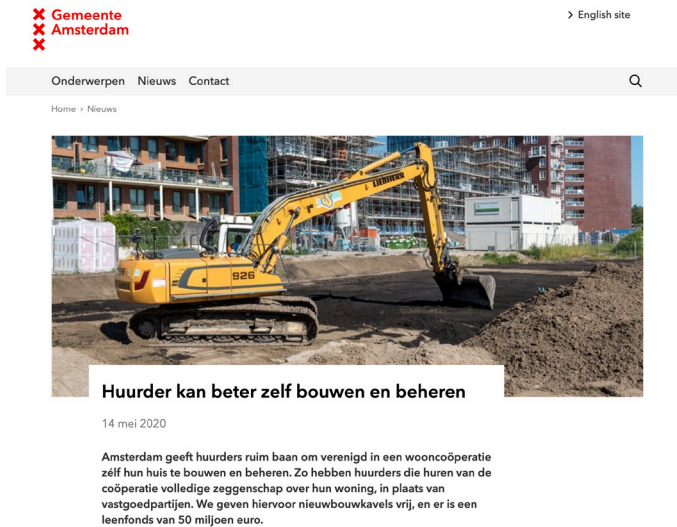 Gemeente
Amsterdam
English site
Onderwerpen Nieuws Contact
Home › Nieuws
LIEBHERR
926
Huurder kan beter zelf bouwen en beheren
14 mei 2020
Amsterdam geeft huurders ruim baan om verenigd in een wooncoöperatie
zélf hun huis te bouwen en beheren. Zo hebben huurders die huren van de
coöperatie volledige zeggenschap over hun woning, in plaats van
vastgoedpartijen. We geven hiervoor nieuwbouwkavels vrij, en er is een
leenfonds van 50 miljoen euro.